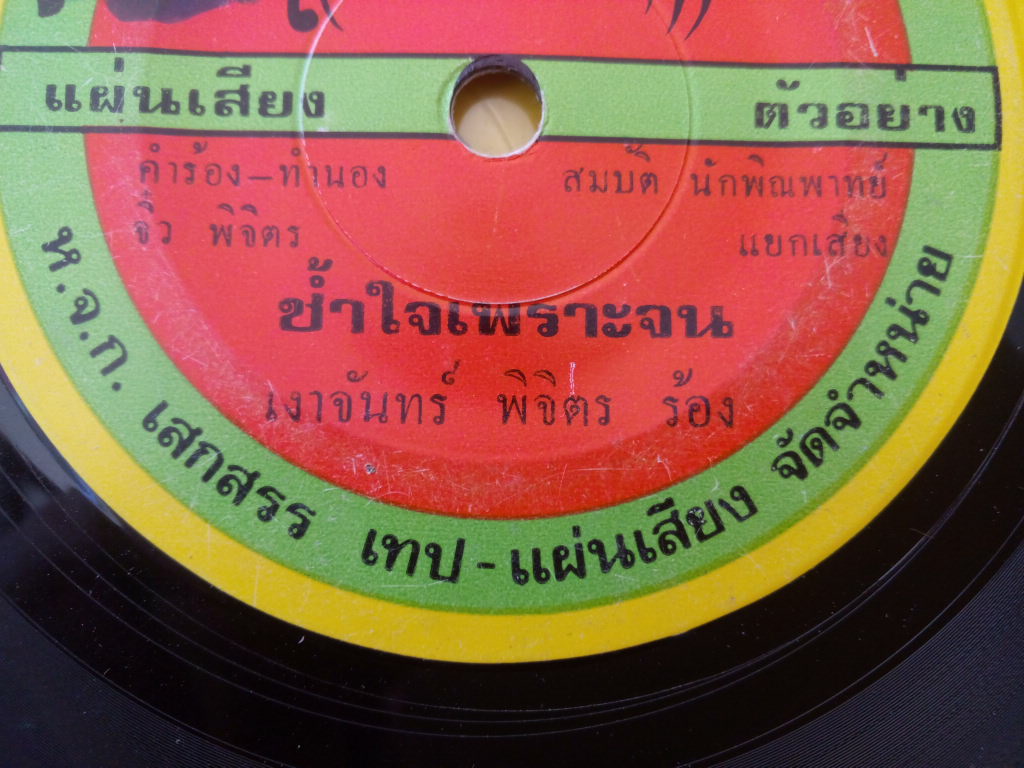 แผ่นเสียง ตัวอย่าง
คำร้อง-ทำนอง สมบัติ นักพิณพาทย์
จิ๋ว พิจิตร แยกเสียง
ช้ำใจเพราะจน
เงาจันทร์ พิจิตร ร้อง
ห.จ.ก. เสกสรร เทป-แผ่นเสียง จัดจำหน่าย